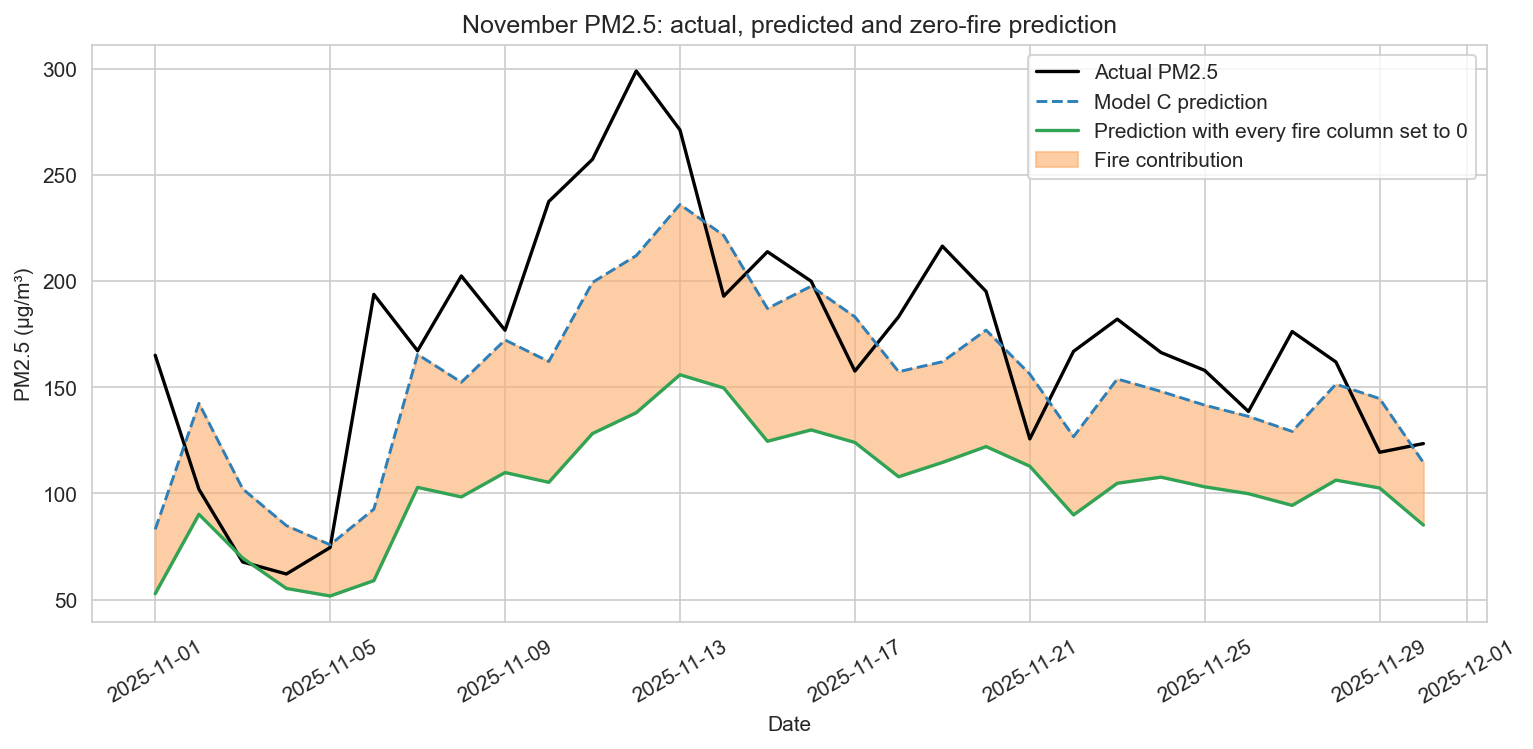 November PM2.5: actual, predicted and zero-fire prediction
Actual PM2.5
Model C prediction
Prediction with every fire column set to 0
Fire contribution
PM2.5 (µg/m³)
300
250
200
150
100
50
2025-11-01
2025-11-05
2025-11-09
2025-11-13
2025-11-17
2025-11-21
2025-11-25
2025-11-29
2025-12-01
Date